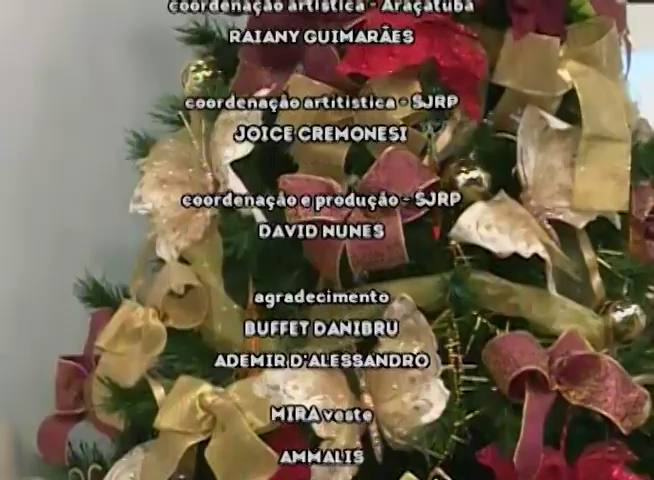 coordenação artística - Araçatuba
RAIANY GUIMARÃES
coordenação artitistica - SJRP
JOICE CREMONESI
coordenação e produção - SJRP
DAVID NUNES
agradecimento
BUFFET DANIBRU
ADEMIR D'ALESSANDRO
MIRA veste
AMMALIS